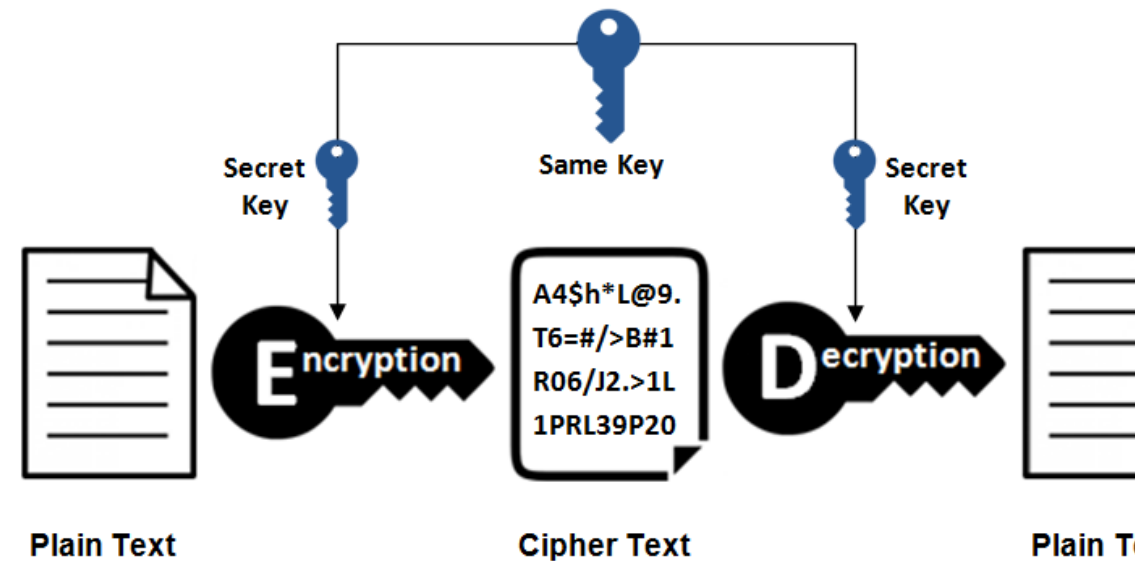 Same Key
Secret
Key
Secret
Key
Encryption
A4$h*L@9.
T6=#/>B#1
R06/J2.>1L
1PRL39P20
Decryption
Plain Text
Cipher Text
Plain